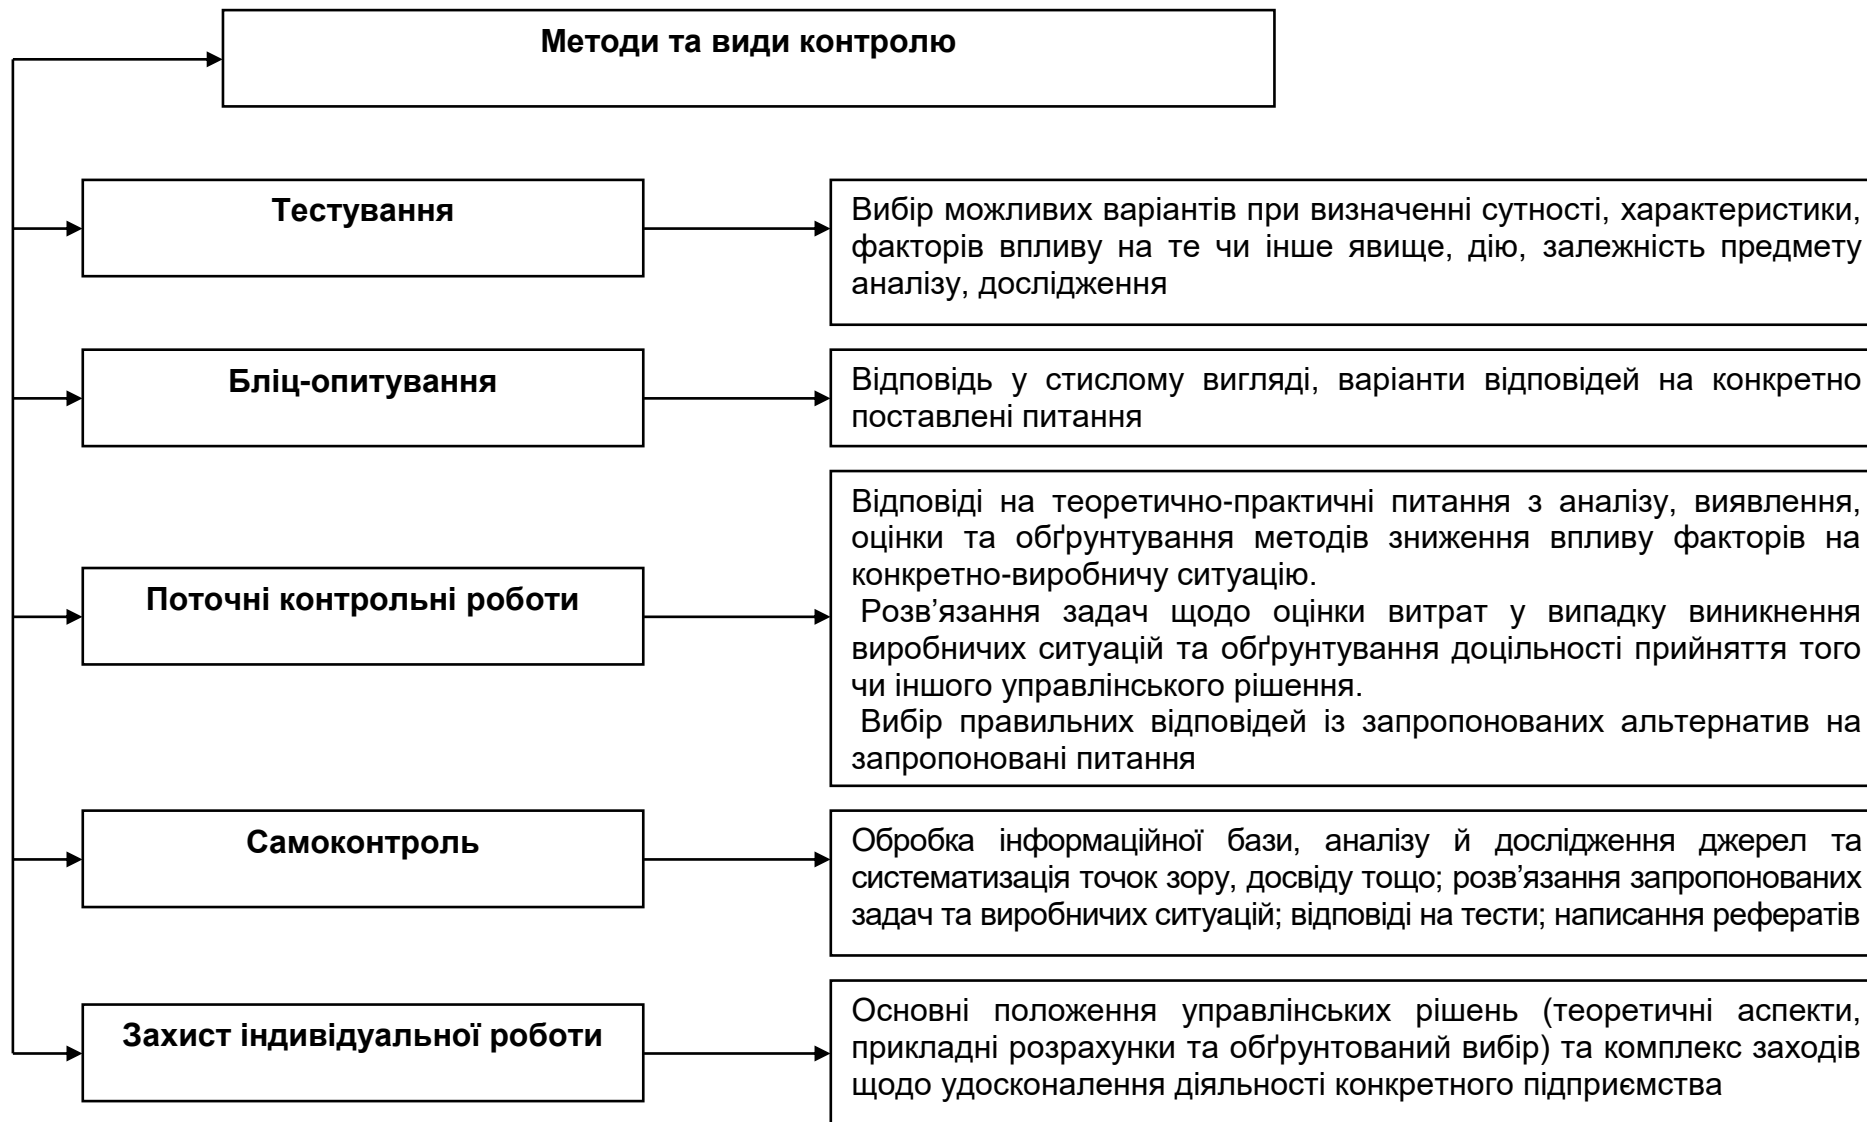 Методи та види контролю
Тестування
Вибір можливих варіантів при визначенні сутності, характеристики,
факторів впливу на те чи інше явище, дію, залежність предмету
аналізу, дослідження
Бліц-опитування
Відповідь у стислому вигляді, варіанти відповідей на конкретно
поставлені питання
Поточні контрольні роботи
Відповіді на теоретично-практичні питання з аналізу, виявлення,
оцінки та обґрунтування методів зниження впливу факторів на
конкретно-виробничу ситуацію.
Розв’язання задач щодо оцінки витрат у випадку виникнення
виробничих ситуацій та обґрунтування доцільності прийняття того
чи іншого управлінського рішення.
Вибір правильних відповідей із запропонованих альтернатив на
запропоновані питання
Самоконтроль
Обробка інформаційної бази, аналізу й дослідження джерел та
систематизація точок зору, досвіду тощо; розв’язання запропонованих
задач та виробничих ситуацій; відповіді на тести; написання рефератів
Захист індивідуальної роботи
Основні положення управлінських рішень (теоретичні аспекти,
прикладні розрахунки та обґрунтований вибір) та комплекс заходів
щодо удосконалення діяльності конкретного підприємства